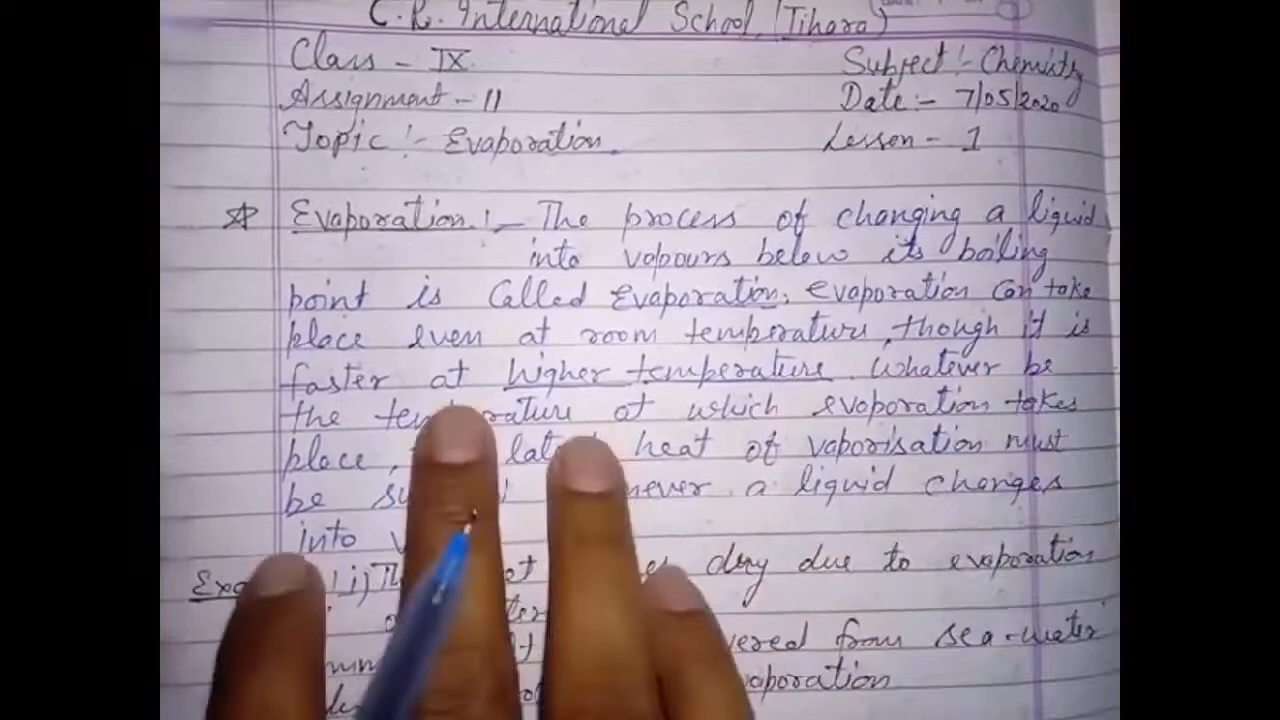 C.R. International School, (Tihara)
Class - IX
Subject :- Chemistry
Assignment - 11
Date :- 7/05/2020
Topic :- Evaporation.
Lesson - 1
☆ Evaporation :- The process of changing a liquid
into vapours below its boiling
point is called Evaporation. evaporation can take
place even at room temperature, though it is
faster at higher temperature. Whatever be
the at which evaporation takes
place, heat of vaporisation must
be a liquid changes
into
i) dry due to evaporation
from sea-water